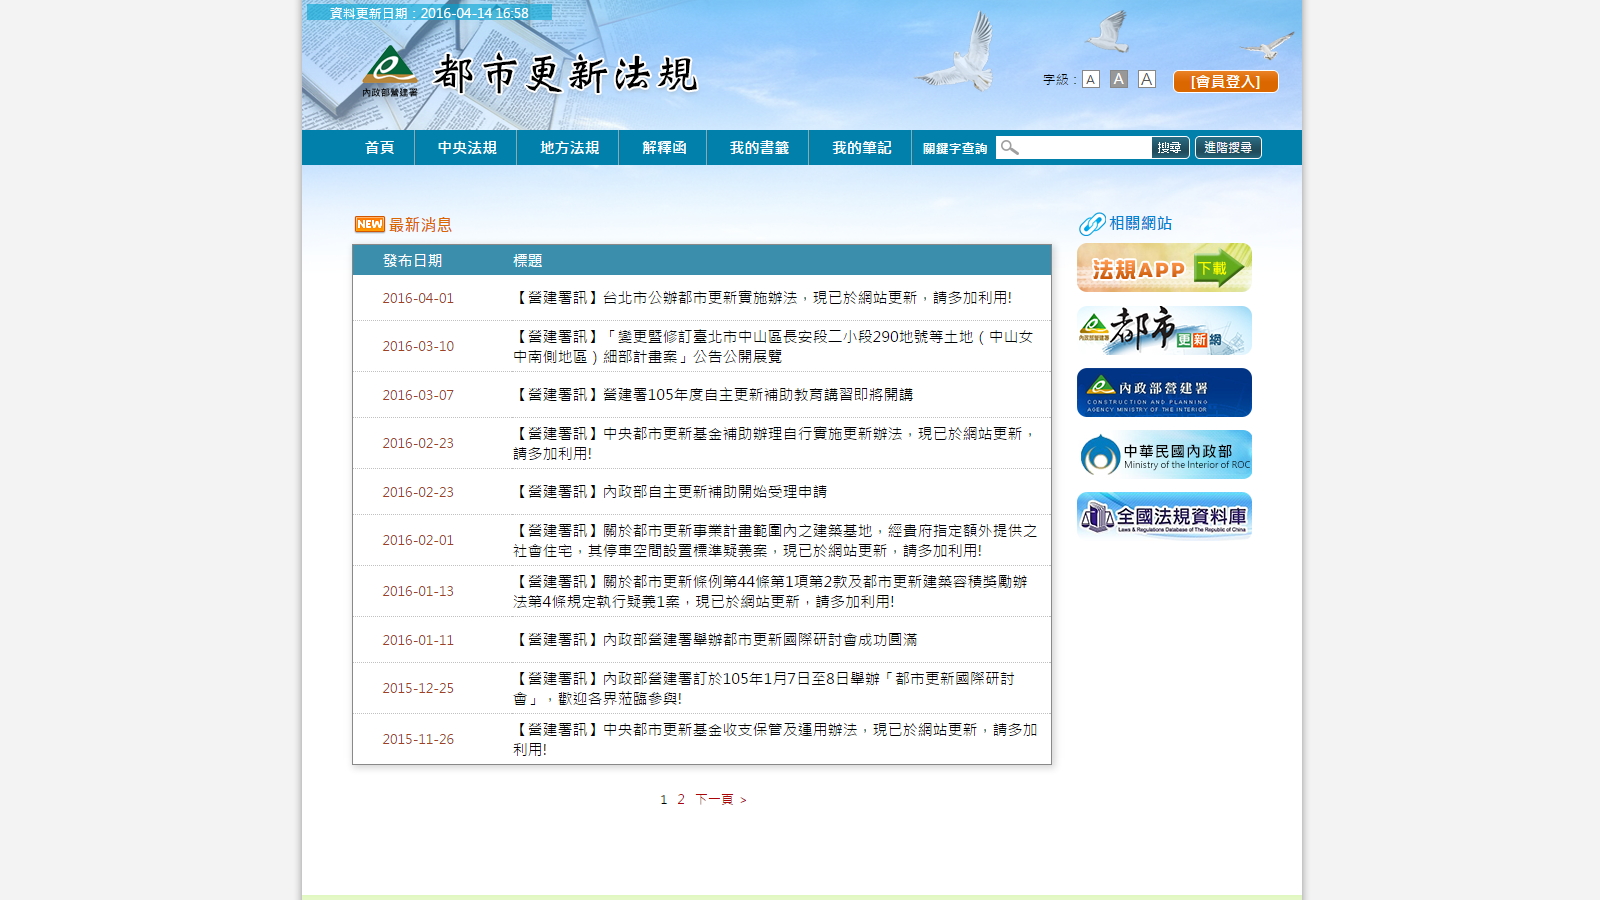 資料更新日期：2016-04-14 16:58
內政部營建署
都市更新法規
字級：A A A
[會員登入]
首頁 中央法規 地方法規 解釋函 我的書籤 我的筆記 關鍵字查詢 搜尋 進階搜尋
NEW 最新消息
發布日期 標題
2016-04-01 【營建署訊】台北市公辦都市更新實施辦法，現已於網站更新，請多加利用!
2016-03-10 【營建署訊】「變更暨修訂臺北市中山區長安段二小段290地號等土地（中山女
中南側地區）細部計畫案」公告公開展覽
2016-03-07 【營建署訊】營建署105年度自主更新補助教育講習即將開講
2016-02-23 【營建署訊】中央都市更新基金補助辦理自行實施更新辦法，現已於網站更新，
請多加利用!
2016-02-23 【營建署訊】內政部自主更新補助開始受理申請
2016-02-01 【營建署訊】關於都市更新事業計畫範圍內之建築基地，經貴府指定額外提供之
社會住宅，其停車空間設置標準疑義案，現已於網站更新，請多加利用!
2016-01-13 【營建署訊】關於都市更新條例第44條第1項第2款及都市更新建築容積獎勵辦
法第4條規定執行疑義1案，現已於網站更新，請多加利用!
2016-01-11 【營建署訊】內政部營建署舉辦都市更新國際研討會成功圓滿
2015-12-25 【營建署訊】內政部營建署訂於105年1月7日至8日舉辦「都市更新國際研討
會」，歡迎各界蒞臨參與!
2015-11-26 【營建署訊】中央都市更新基金收支保管及運用辦法，現已於網站更新，請多加
利用!
1 2 下一頁 >
相關網站
法規APP 下載
內政部營建署 都市更新網
內政部營建署
CONSTRUCTION AND PLANNING
AGENCY MINISTRY OF THE INTERIOR
中華民國內政部
Ministry of the Interior of ROC
全國法規資料庫
Laws & Regulations Database of The Republic of China